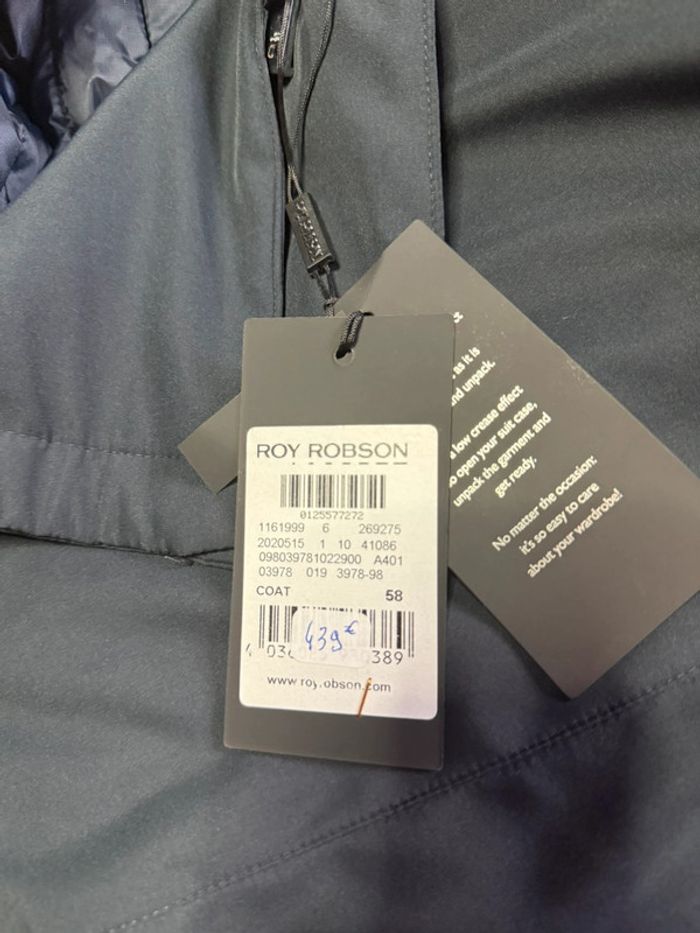 ROY ROBSON
0125577272
1161999 6 269275
2020515 1 10 41086
098039781022900 A401
03978 019 3978-98
COAT 58
439€
389
www.roy.obson.com
as it is
unpack.
low crease effect
open your suit case,
unpack the garment and
get ready.
No matter the occasion:
it's so easy to care
about your wardrobe!